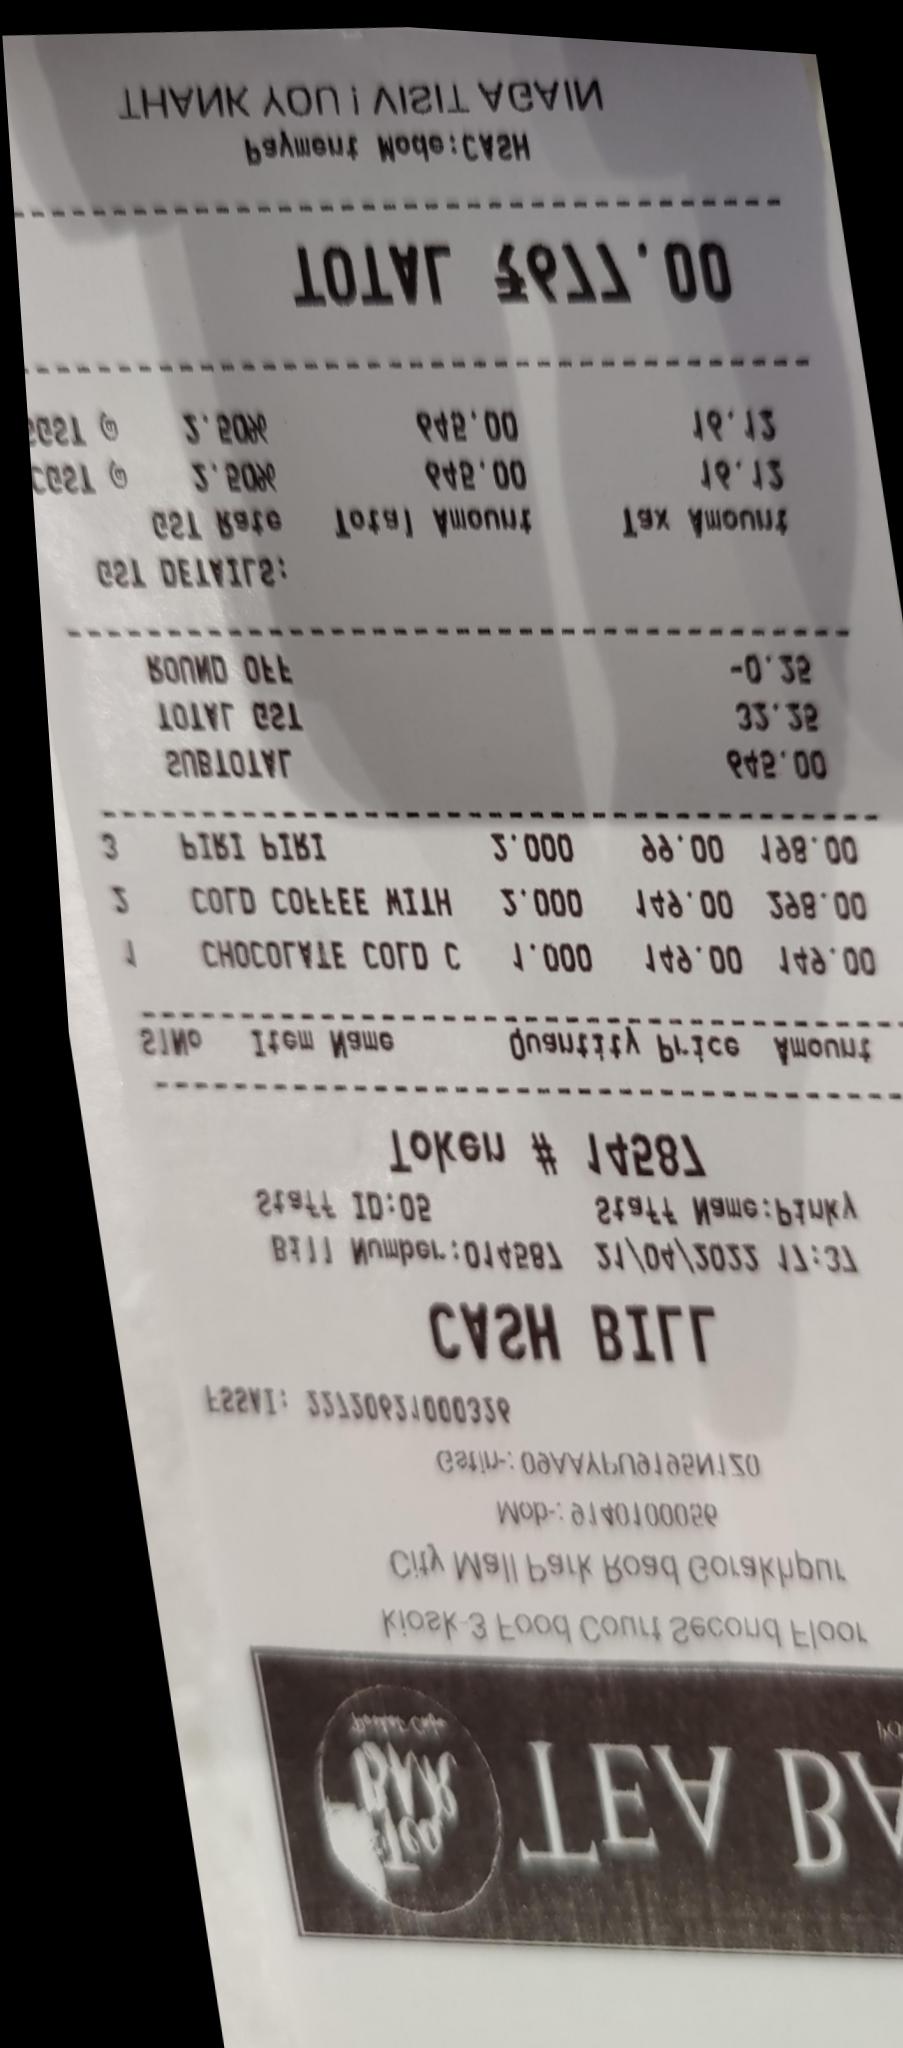 Tea
BAR
TEA BA
kiosk-3 Food Court Second Floor
City Mall Park Road Gorakhpur
Mob-: 9140100056
Gstin-: 09AAYPU9195N1Z0
FSSAI: 22720621000326
CASH BILL
Bill Number:014587 21/04/2022 17:37
Staff ID:05 Staff Name:Pinky
Token # 14587
SlNo Item Name Quantity Price Amount
1 CHOCOLATE COLD C 1.000 149.00 149.00
2 COLD COFFEE WITH 2.000 149.00 298.00
3 PIRI PIRI 2.000 99.00 198.00
SUBTOTAL 645.00
TOTAL GST 32.25
ROUND OFF -0.25
GST DETAILS:
GST Rate Total Amount Tax Amount
CGST @ 2.50% 645.00 16.12
SGST @ 2.50% 645.00 16.12
TOTAL ₹677.00
Payment Mode:CASH
THANK YOU ! VISIT AGAIN